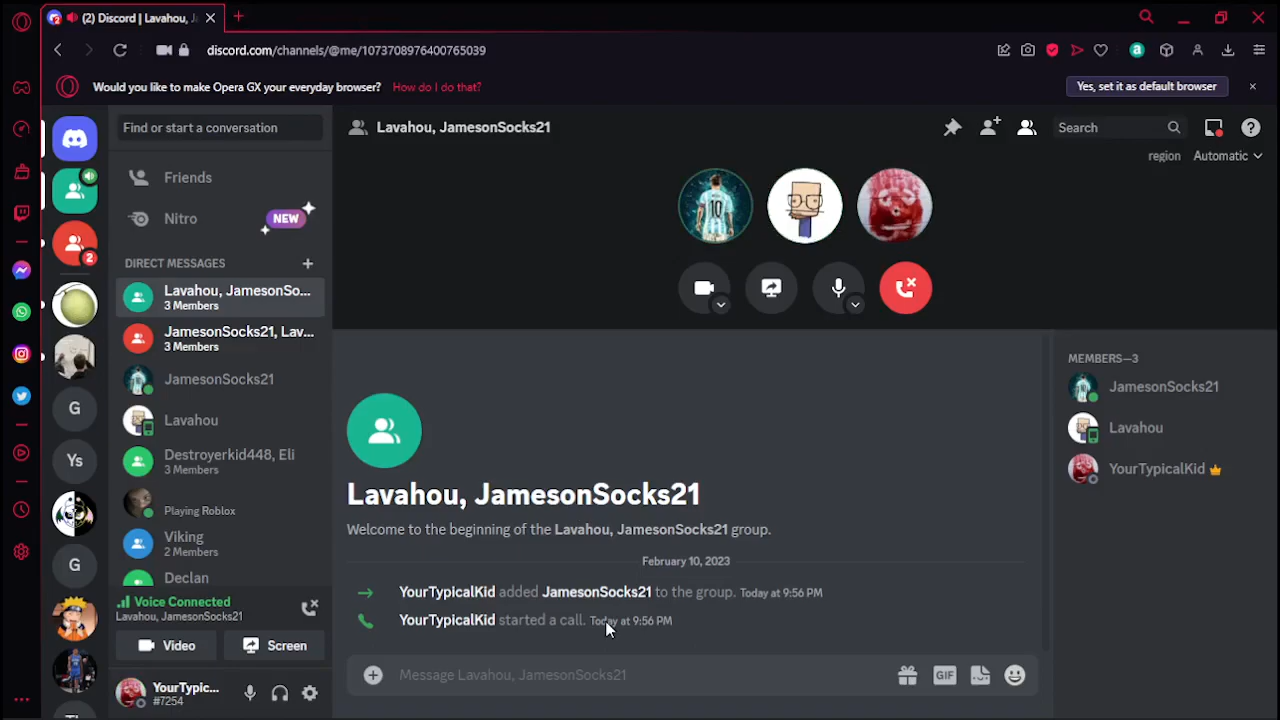 (2) Discord | Lavahou, J
discord.com/channels/@me/1073708976400765039
Would you like to make Opera GX your everyday browser? How do I do that?
Yes, set it as default browser
Find or start a conversation
Friends
Nitro
NEW
DIRECT MESSAGES
Lavahou, JamesonSo...
3 Members
JamesonSocks21, Lav...
3 Members
JamesonSocks21
Lavahou
Destroyerkid448, Eli
3 Members
Playing Roblox
Viking
2 Members
Declan
Voice Connected
Lavahou, JamesonSocks21
Video
Screen
YourTypic...
#7254
2
G
Ys
G
Lavahou, JamesonSocks21
Search
region Automatic
10
Lavahou, JamesonSocks21
Welcome to the beginning of the Lavahou, JamesonSocks21 group.
February 10, 2023
YourTypicalKid added JamesonSocks21 to the group. Today at 9:56 PM
YourTypicalKid started a call. Today at 9:56 PM
Message Lavahou, JamesonSocks21
GIF
MEMBERS—3
JamesonSocks21
Lavahou
YourTypicalKid